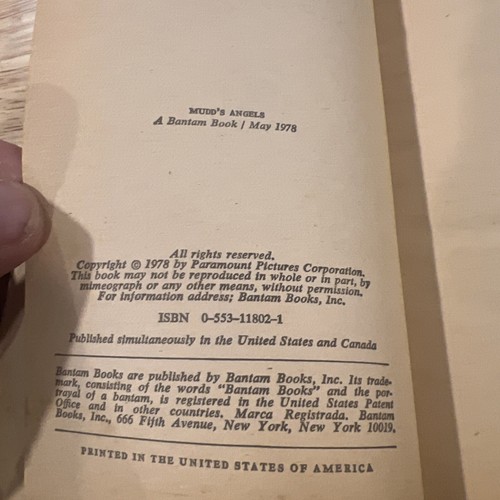 MUDD'S ANGELS
A Bantam Book / May 1978
All rights reserved.
Copyright © 1978 by Paramount Pictures Corporation.
This book may not be reproduced in whole or in part, by
mimeograph or any other means, without permission.
For information address: Bantam Books, Inc.
ISBN 0-553-11802-1
Published simultaneously in the United States and Canada
Bantam Books are published by Bantam Books, Inc. Its trade-
mark, consisting of the words "Bantam Books" and the por-
trayal of a bantam, is registered in the United States Patent
Office and in other countries. Marca Registrada. Bantam
Books, Inc., 666 Fifth Avenue, New York, New York 10019.
PRINTED IN THE UNITED STATES OF AMERICA